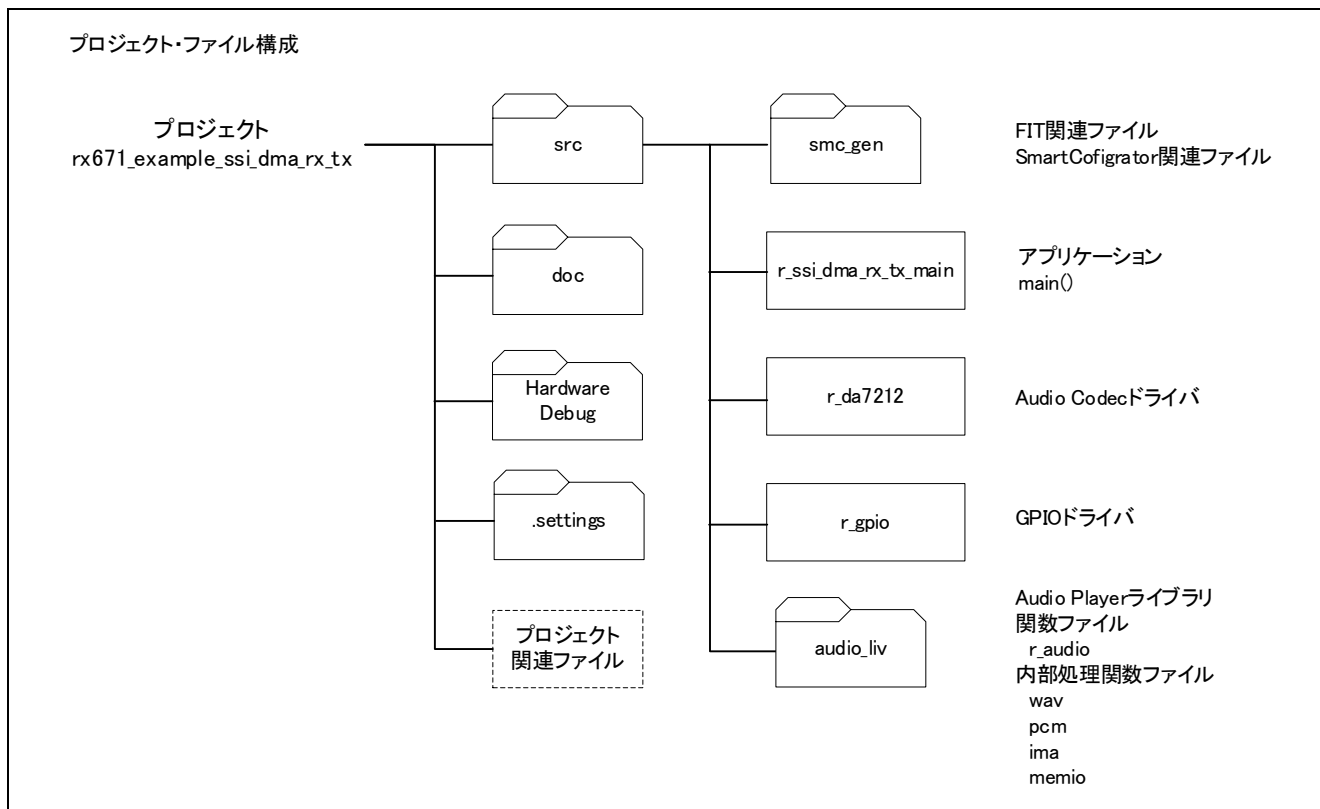 プロジェクト・ファイル構成
プロジェクト
rx671_example_ssi_dma_rx_tx
src
smc_gen
FIT関連ファイル
SmartCofigrator関連ファイル
doc
r_ssi_dma_rx_tx_main
アプリケーション
main()
Hardware
Debug
r_da7212
Audio Codecドライバ
.settings
r_gpio
GPIOドライバ
プロジェクト
関連ファイル
audio_liv
Audio Playerライブラリ
関数ファイル
r_audio
内部処理関数ファイル
wav
pcm
ima
memio